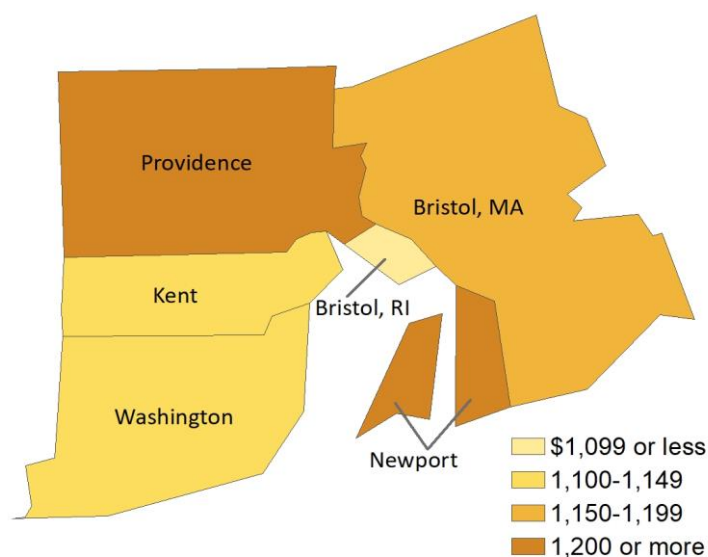 Providence
Bristol, MA
Kent
Bristol, RI
Washington
Newport
$1,099 or less
1,100-1,149
1,150-1,199
1,200 or more